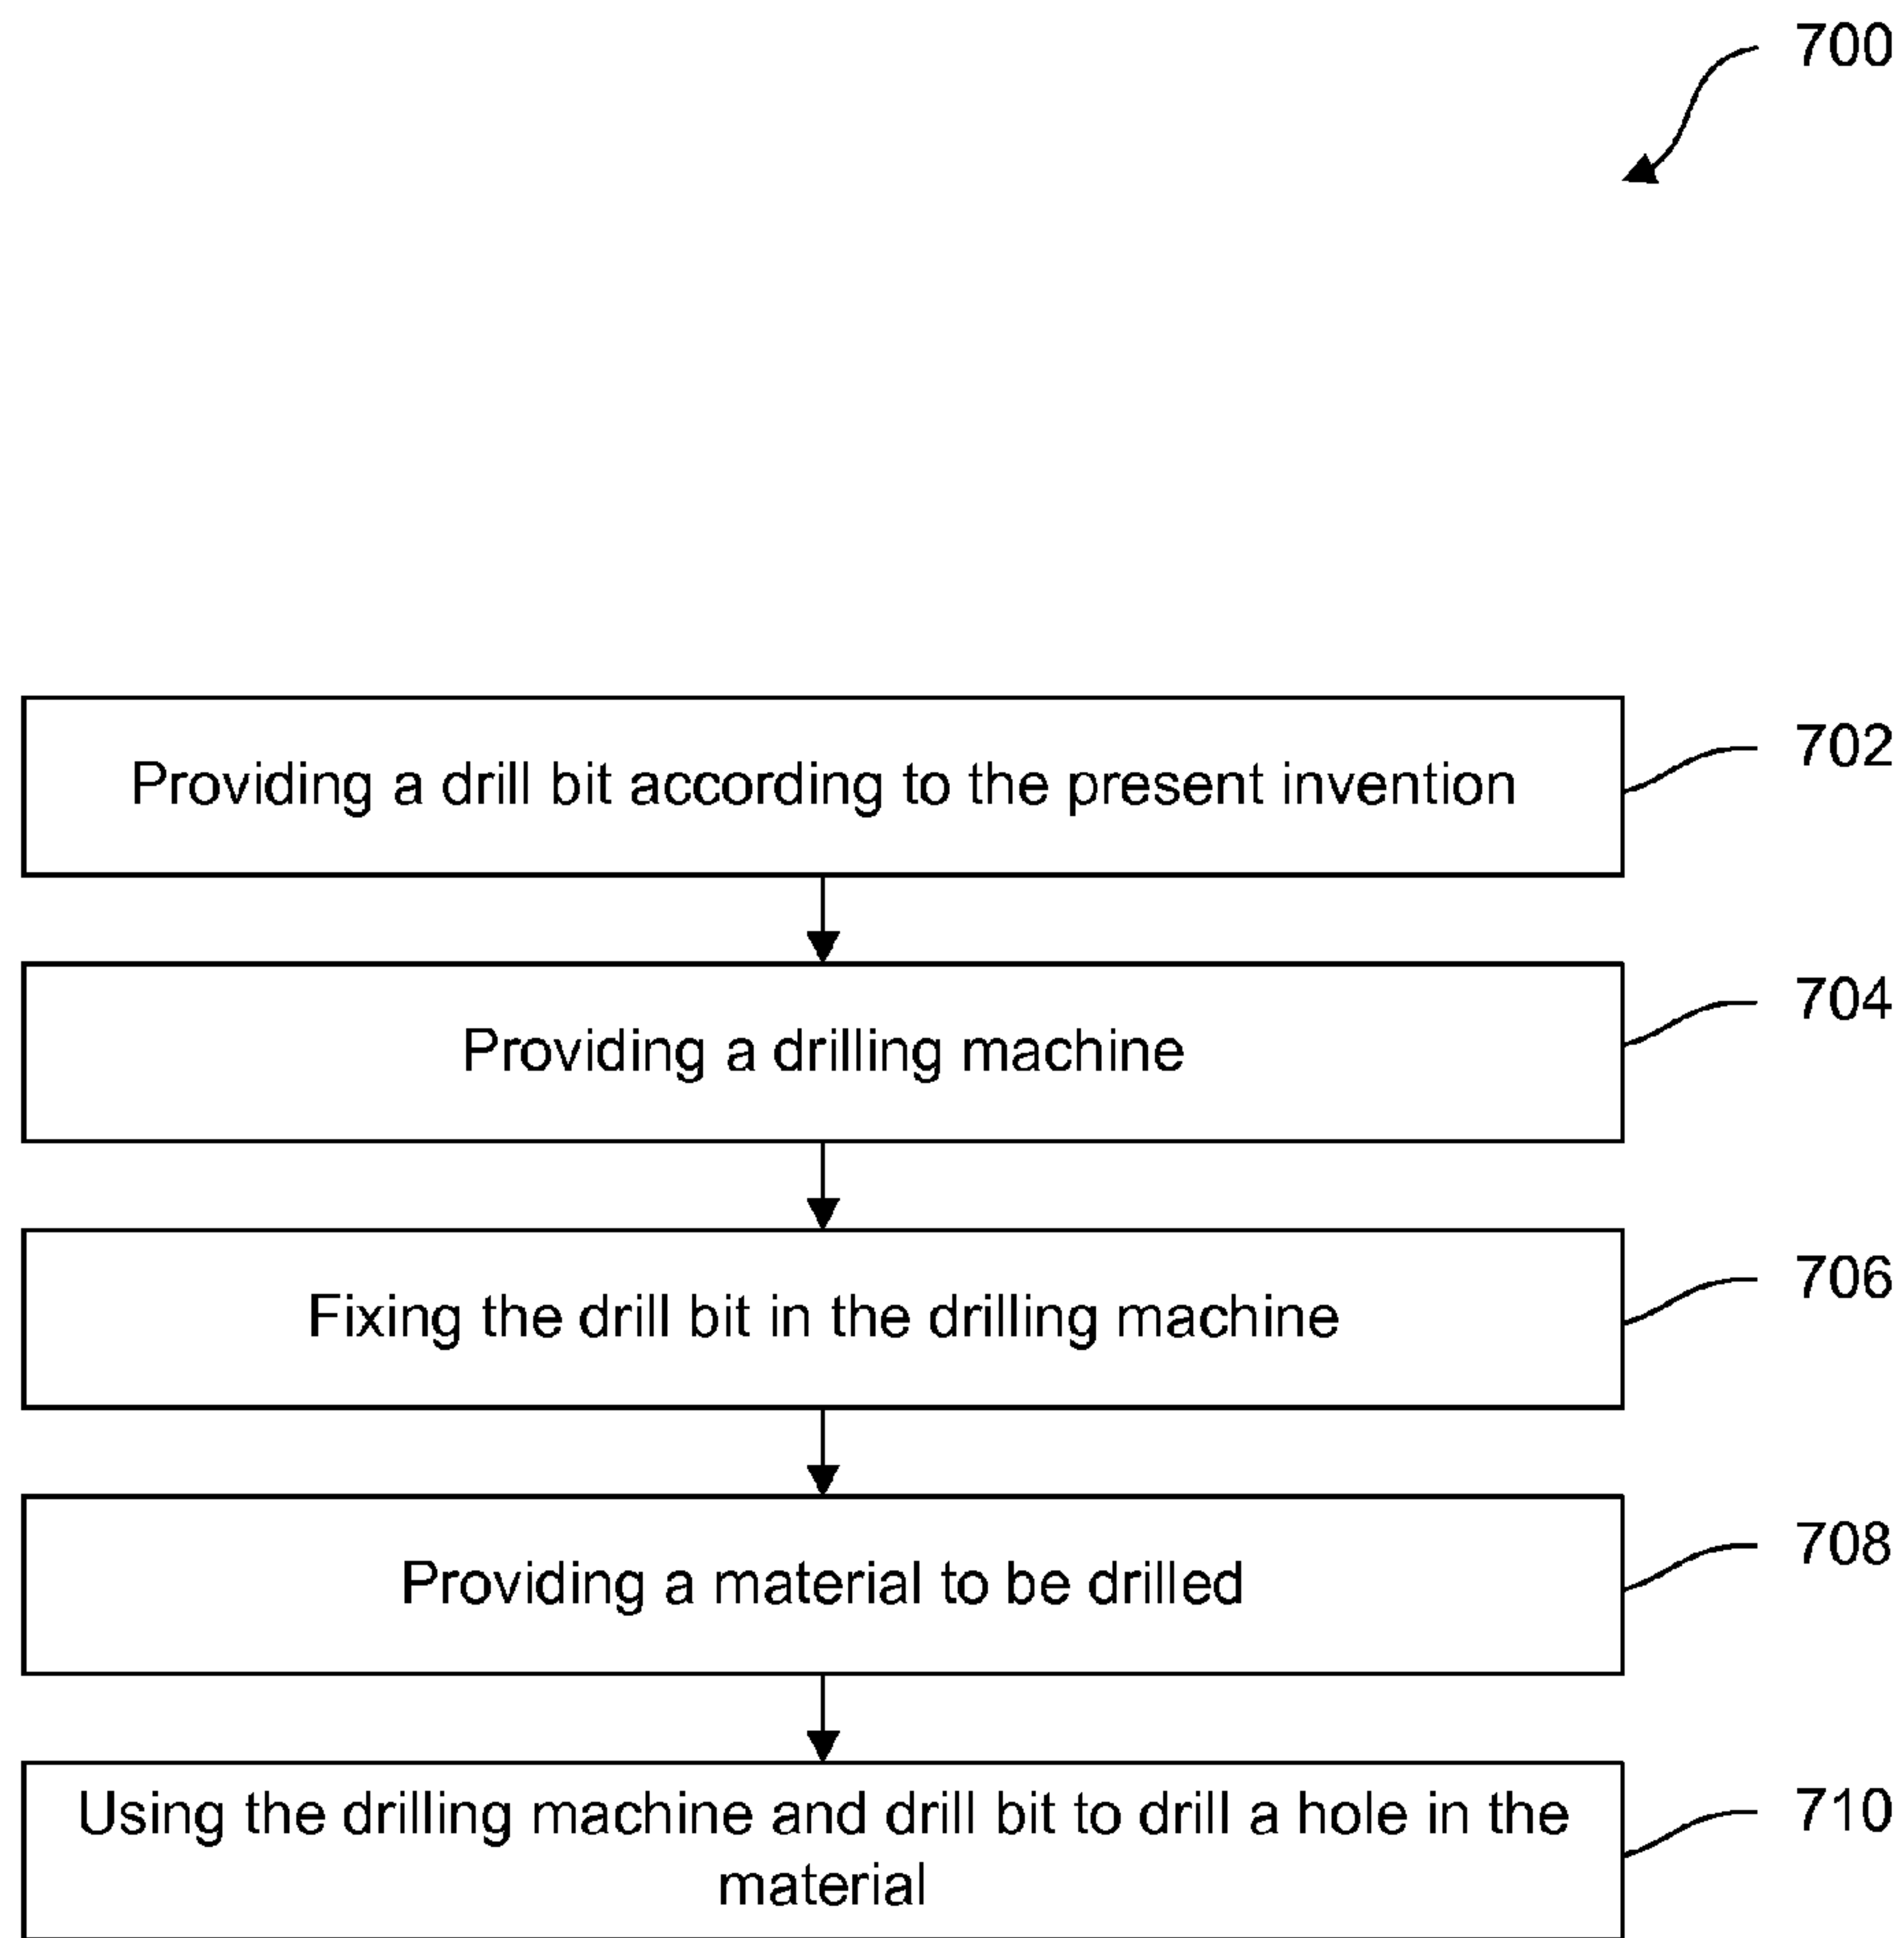 700
Providing a drill bit according to the present invention
702
Providing a drilling machine
704
Fixing the drill bit in the drilling machine
706
Providing a material to be drilled
708
Using the drilling machine and drill bit to drill a hole in the
material
710